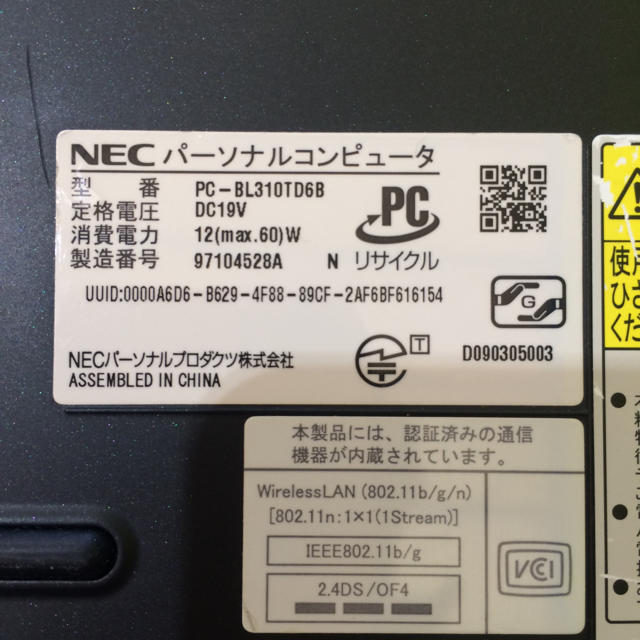 NEC パーソナルコンピュータ
型 番 PC-BL310TD6B
定格電圧 DC19V
消費電力 12(max.60)W
製造番号 97104528A N
PC
リサイクル
UUID:0000A6D6-B629-4F88-89CF-2AF6BF616154
G
NECパーソナルプロダクツ株式会社
ASSEMBLED IN CHINA
T
D090305003
本製品には、認証済みの通信
機器が内蔵されています。
WirelessLAN (802.11b/g/n)
[802.11n:1×1(1Stream)]
IEEE802.11b/g
2.4DS/OF4
VCCI
使用
ひざ
くだ